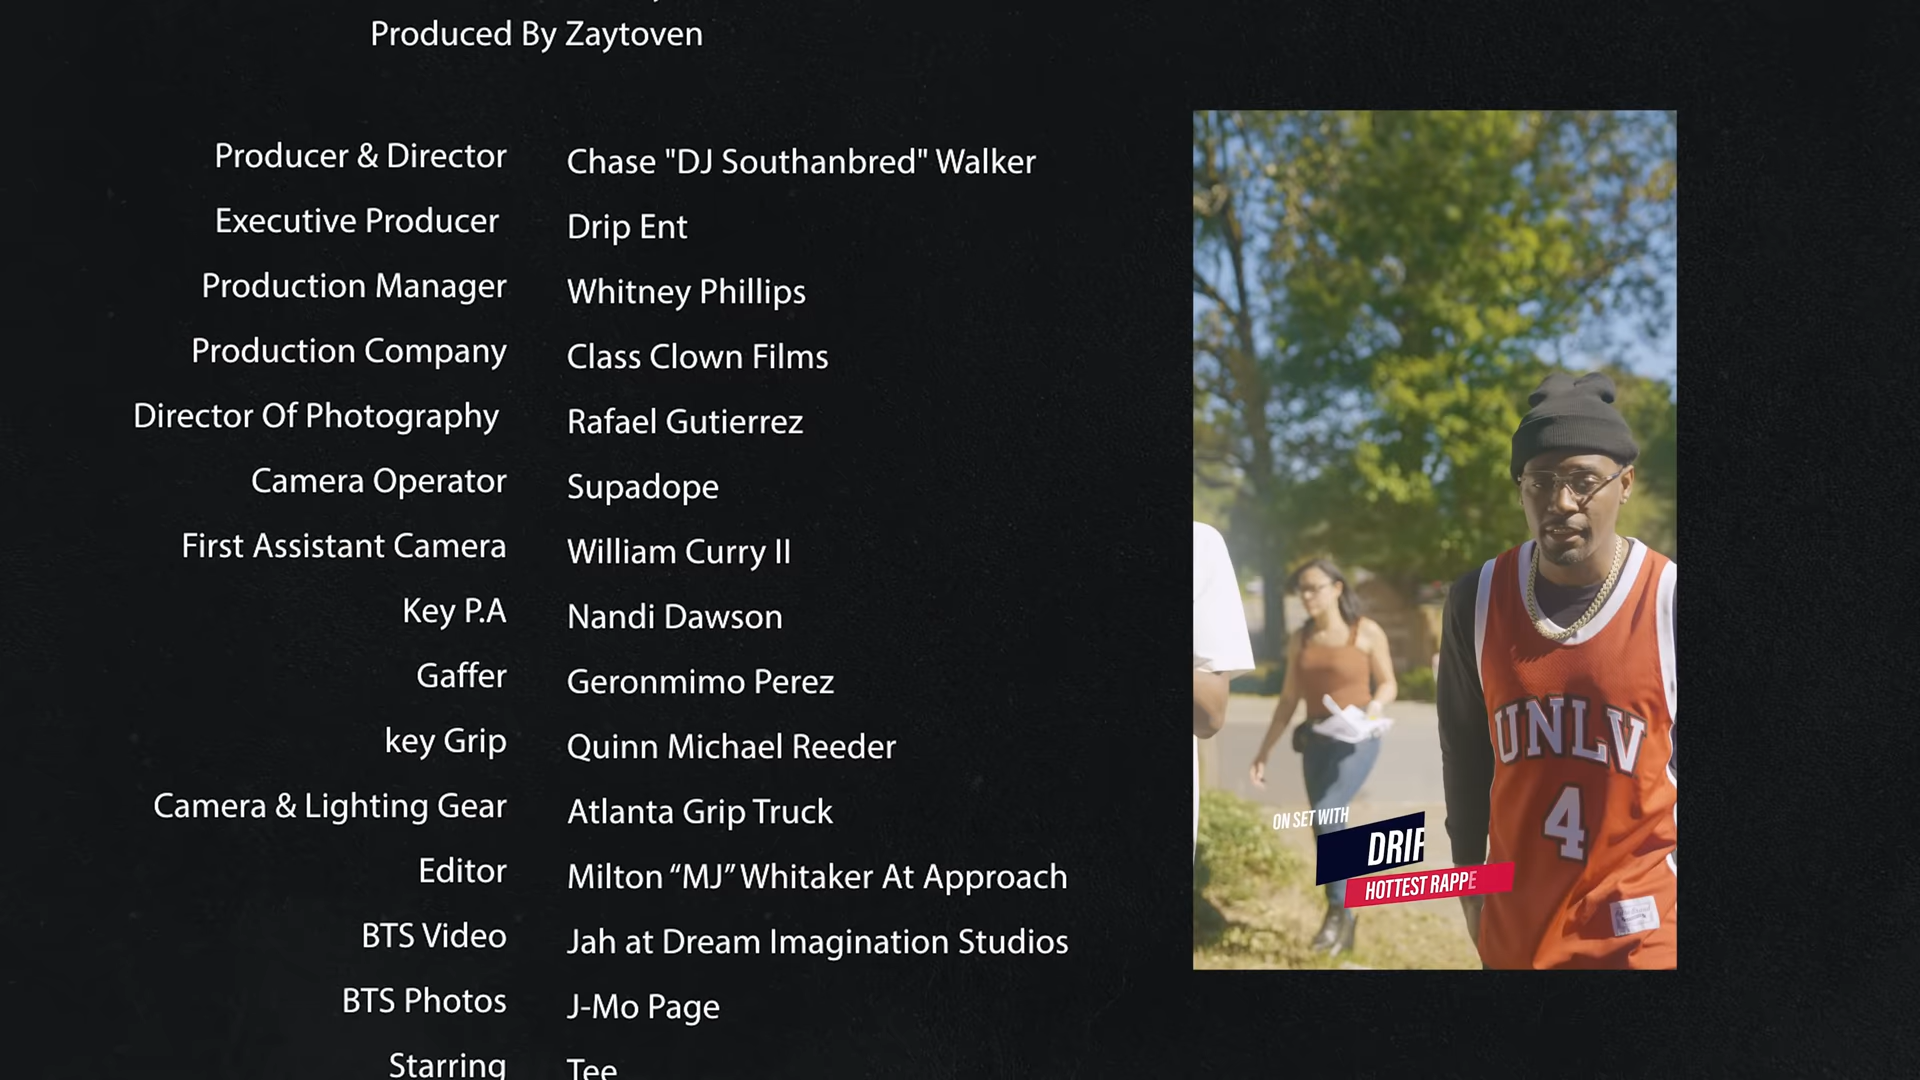 Produced By Zaytoven
Producer & Director Chase "DJ Southanbred" Walker
Executive Producer Drip Ent
Production Manager Whitney Phillips
Production Company Class Clown Films
Director Of Photography Rafael Gutierrez
Camera Operator Supadope
First Assistant Camera William Curry II
Key P.A Nandi Dawson
Gaffer Geronmimo Perez
key Grip Quinn Michael Reeder
Camera & Lighting Gear Atlanta Grip Truck
Editor Milton “MJ” Whitaker At Approach
BTS Video Jah at Dream Imagination Studios
BTS Photos J-Mo Page
Starring Tee
UNLV
4
ON SET WITH
DRIP
HOTTEST RAPPE